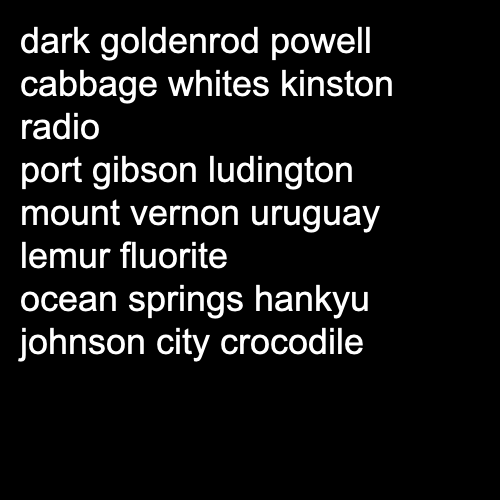 dark goldenrod powell
cabbage whites kinston
radio
port gibson ludington
mount vernon uruguay
lemur fluorite
ocean springs hankyu
johnson city crocodile